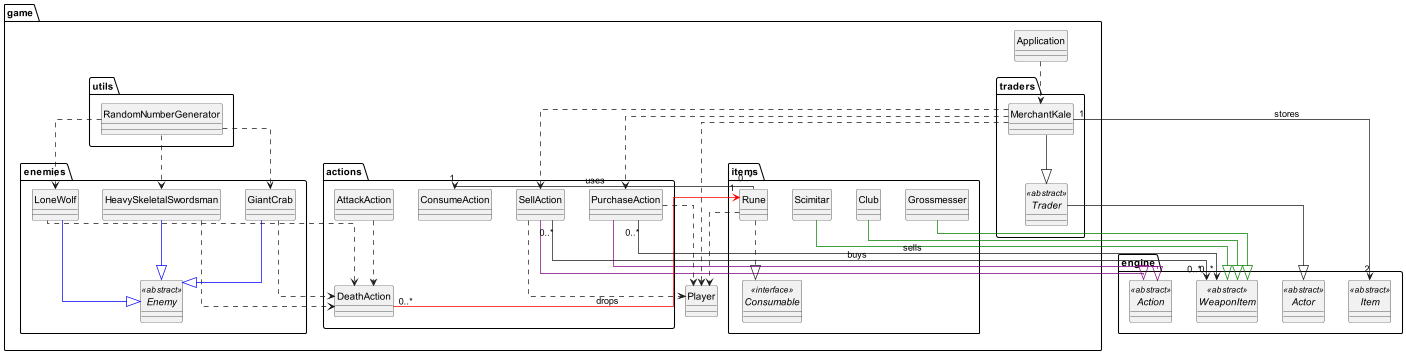 game
Application
utils
traders
RandomNumberGenerator
MerchantKale
1
stores
enemies
actions
items
uses
1
0..*
1
LoneWolf
HeavySkeletalSwordsman
GiantCrab
AttackAction
ConsumeAction
SellAction
PurchaseAction
Rune
Scimitar
Club
Grossmesser
«abstract»
Trader
0..*
0..*
sells
buys
engine
0..*
0..*
2
«abstract»
Enemy
DeathAction
0..*
drops
Player
«interface»
Consumable
«abstract»
Action
«abstract»
WeaponItem
«abstract»
Actor
«abstract»
Item